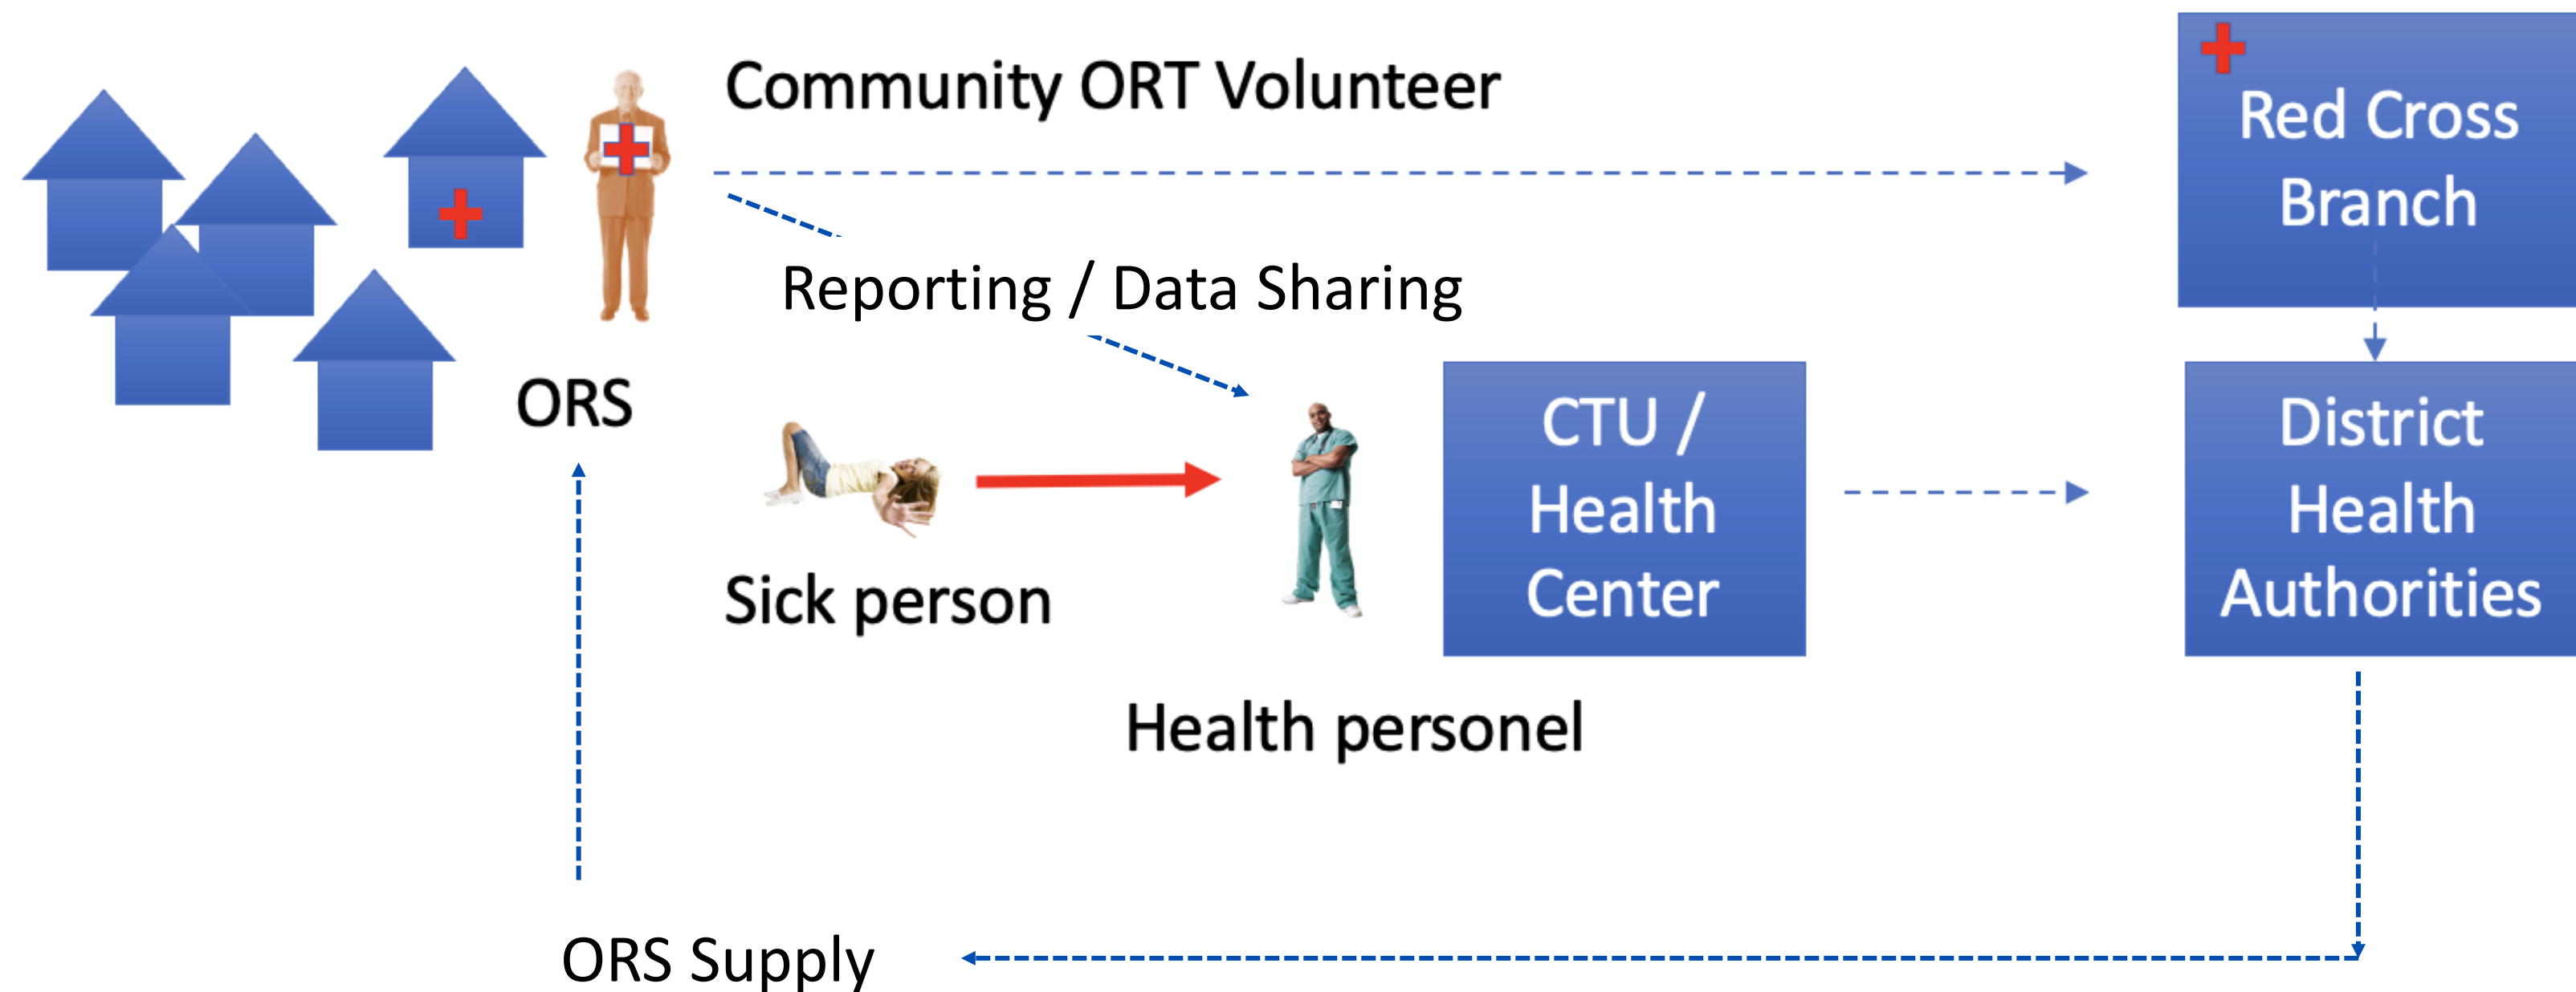 Community ORT Volunteer
Red Cross
Branch
Reporting / Data Sharing
ORS
CTU /
Health
Center
District
Health
Authorities
Sick person
Health personel
ORS Supply